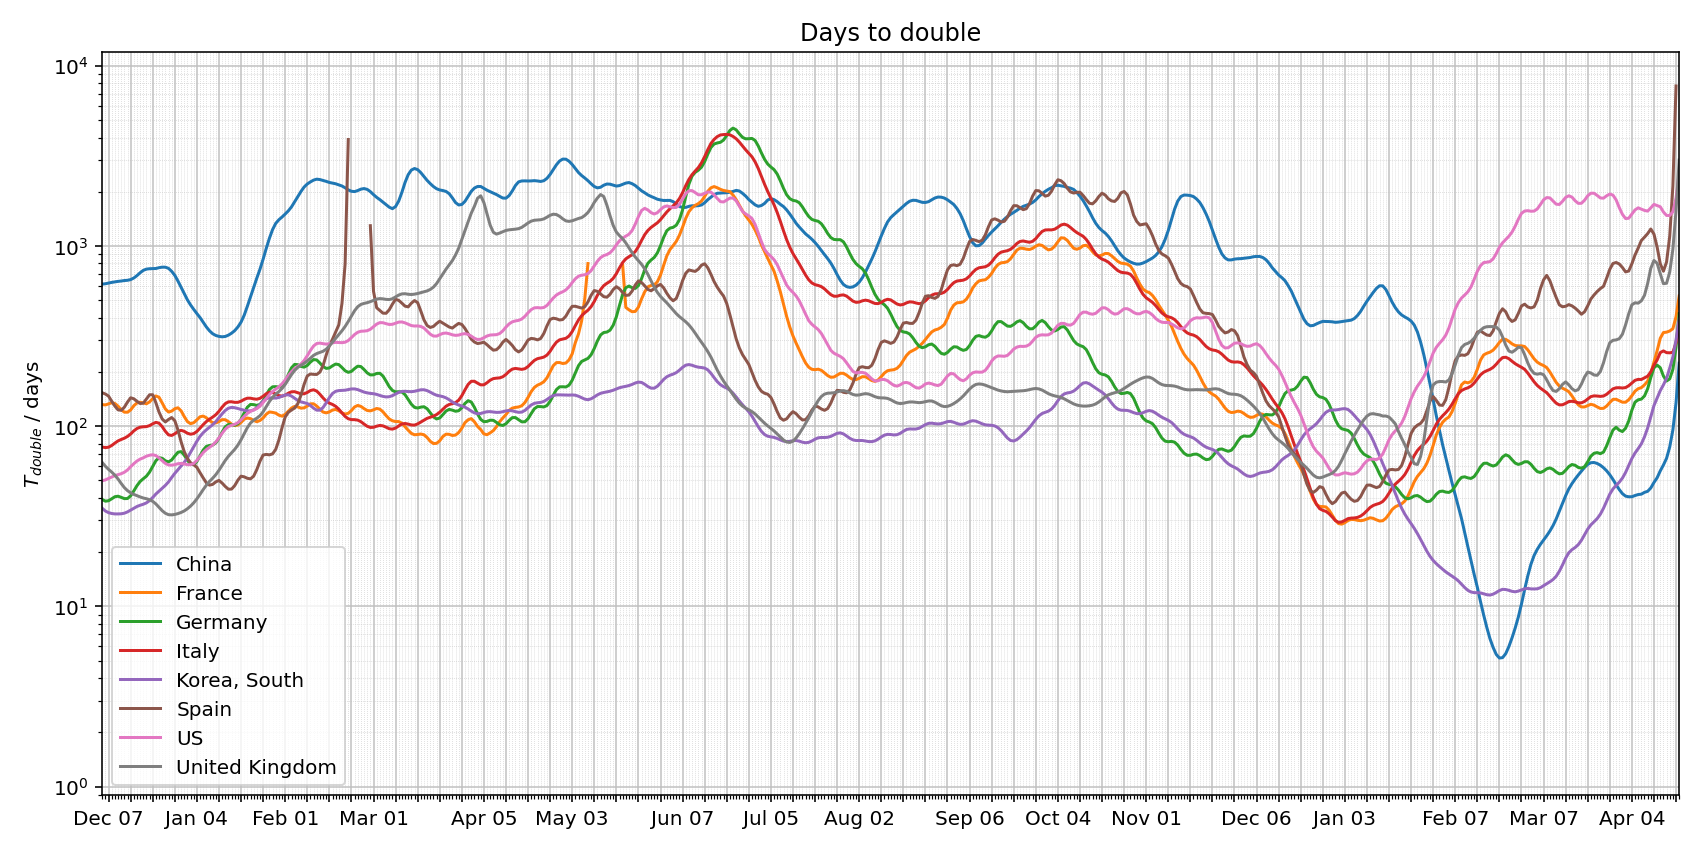 Days to double
10^4
10^3
10^2
10^1
10^0
T_double / days
China
France
Germany
Italy
Korea, South
Spain
US
United Kingdom
Dec 07 Jan 04 Feb 01 Mar 01 Apr 05 May 03 Jun 07 Jul 05 Aug 02 Sep 06 Oct 04 Nov 01 Dec 06 Jan 03 Feb 07 Mar 07 Apr 04